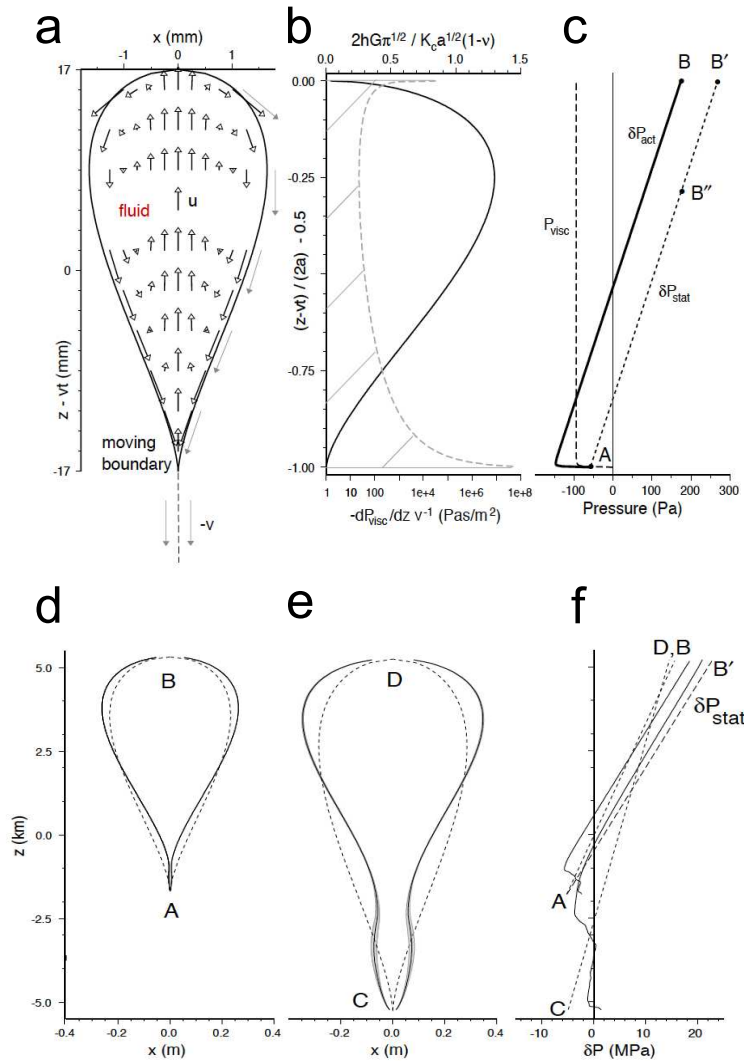 a
x (mm)
-1 0 1
17
0
-17
z - vt (mm)
fluid
u
moving
boundary
-v
b
2hGπ^1/2 / K_c a^1/2(1-ν)
0.0 0.5 1.0 1.5
0.00
-0.25
-0.50
-0.75
-1.00
(z-vt) / (2a) - 0.5
1 10 100 1e+4 1e+6 1e+8
-dP_visc/dz v^-1 (Pas/m^2)
c
B B′
δP_act
B″
P_visc
δP_stat
A
-100 0 100 200 300
Pressure (Pa)
d
5.0
2.5
0.0
-2.5
-5.0
z (km)
B
A
-0.4 -0.2 0.0 0.2 0.4
x (m)
e
D
C
-0.4 -0.2 0.0 0.2 0.4
x (m)
f
D,B
B′
δP_stat
A
C
-10 0 10 20
δP (MPa)